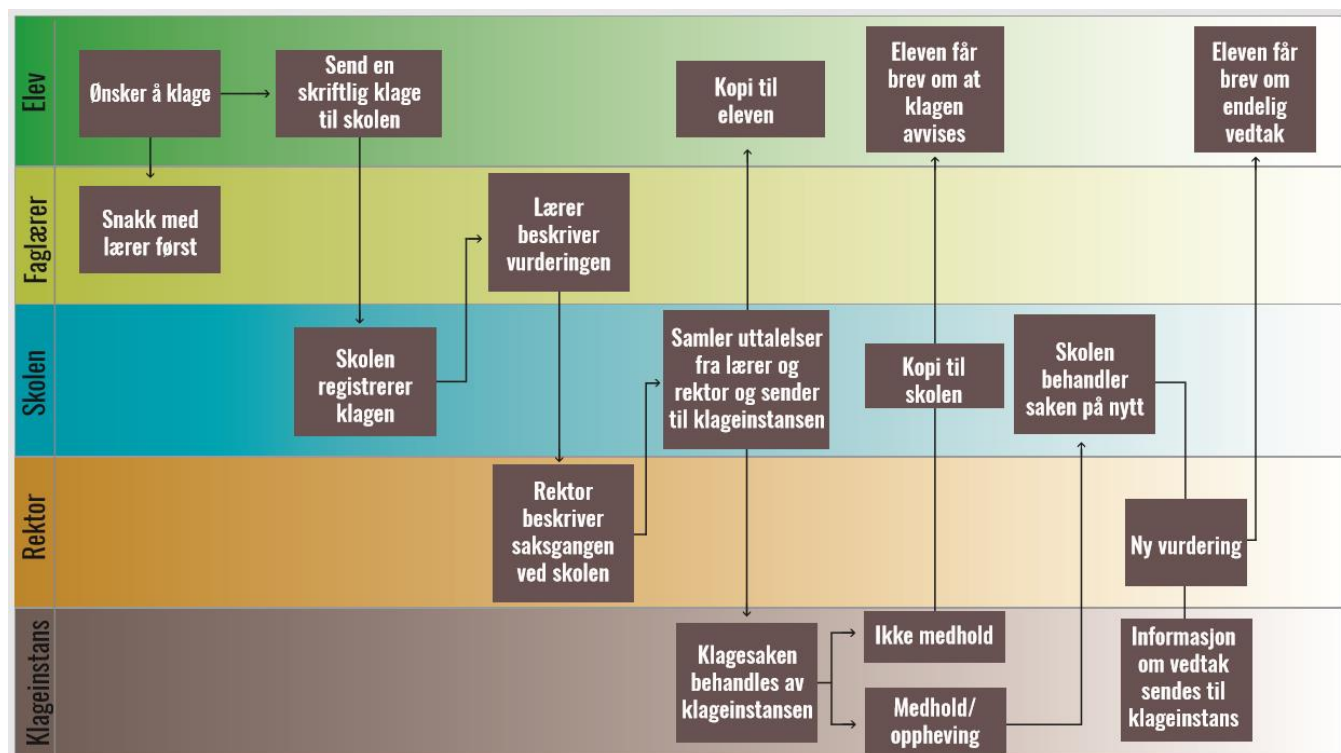 Elev
Ønsker å klage
Send en
skriftlig klage
til skolen
Kopi til
eleven
Eleven får
brev om at
klagen
avvises
Eleven får
brev om
endelig
vedtak
Faglærer
Snakk med
lærer først
Lærer
beskriver
vurderingen
Skolen
Skolen
registrerer
klagen
Samler uttalelser
fra lærer og
rektor og sender
til klageinstansen
Kopi til
skolen
Skolen
behandler
saken på nytt
Rektor
Rektor
beskriver
saksgangen
ved skolen
Ny vurdering
Klageinstans
Klagesaken
behandles av
klageinstansen
Ikke medhold
Medhold/
oppheving
Informasjon
om vedtak
sendes til
klageinstans